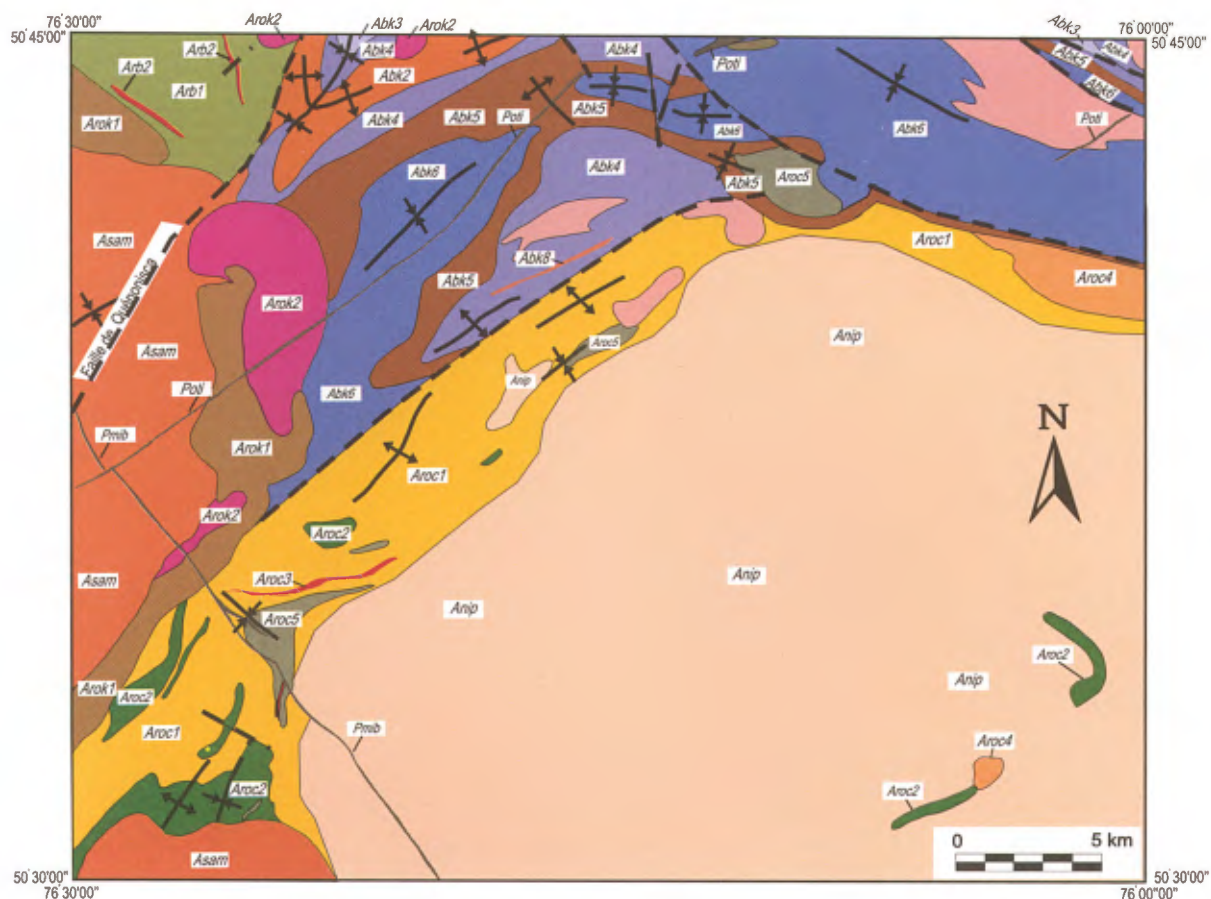 76°30'00"
Arok2
Abk3
Arok2
76°00'00"
50°45'00"
50°45'00"
Abk3
Arb2
Abk4
Abk4
Abk4
Arb2
Abk2
Poti
Abk5
Arb1
Abk6
Arok1
Abk4
Abk5
Poti
Abk5
Poti
Abk6
Abk6
Abk6
Abk4
Aroc5
Abk5
Asam
Aroc1
Abk8
Abk5
Arok2
Aroc4
Faille de Quénonisca
Asam
Aroc5
Anip
Anip
Poti
Abk6
Pmib
N
Arok1
Aroc1
Arok2
Aroc2
Asam
Aroc3
Anip
Anip
Aroc5
Aroc2
Arok1
Aroc2
Anip
Aroc1
Pmib
Aroc4
Aroc2
Aroc2
0 5 km
Asam
50°30'00"
50°30'00"
76°30'00"
76°00'00"